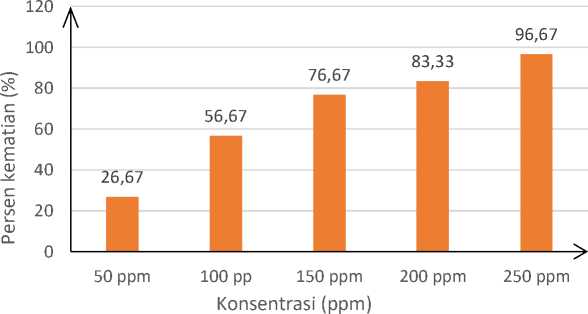 120
100
80
60
40
20
0
Persen kematian (%)
26,67
56,67
76,67
83,33
96,67
50 ppm
100 pp
150 ppm
200 ppm
250 ppm
Konsentrasi (ppm)